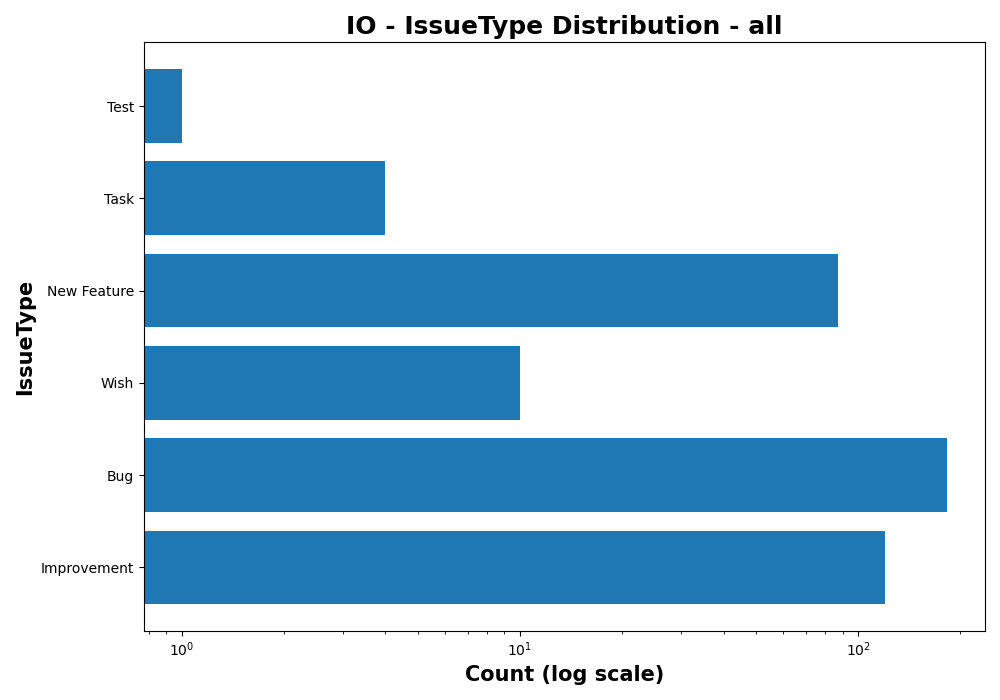 IO - IssueType Distribution - all
IssueType
Test
Task
New Feature
Wish
Bug
Improvement
10⁰ 10¹ 10²
Count (log scale)